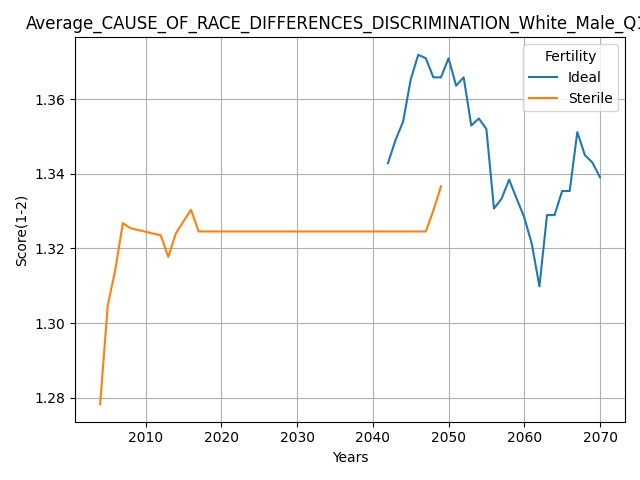 Average_CAUSE_OF_RACE_DIFFERENCES_DISCRIMINATION_White_Male_Q1
Fertility
Ideal
Sterile
Score(1-2)
1.36
1.34
1.32
1.30
1.28
2010 2020 2030 2040 2050 2060 2070
Years